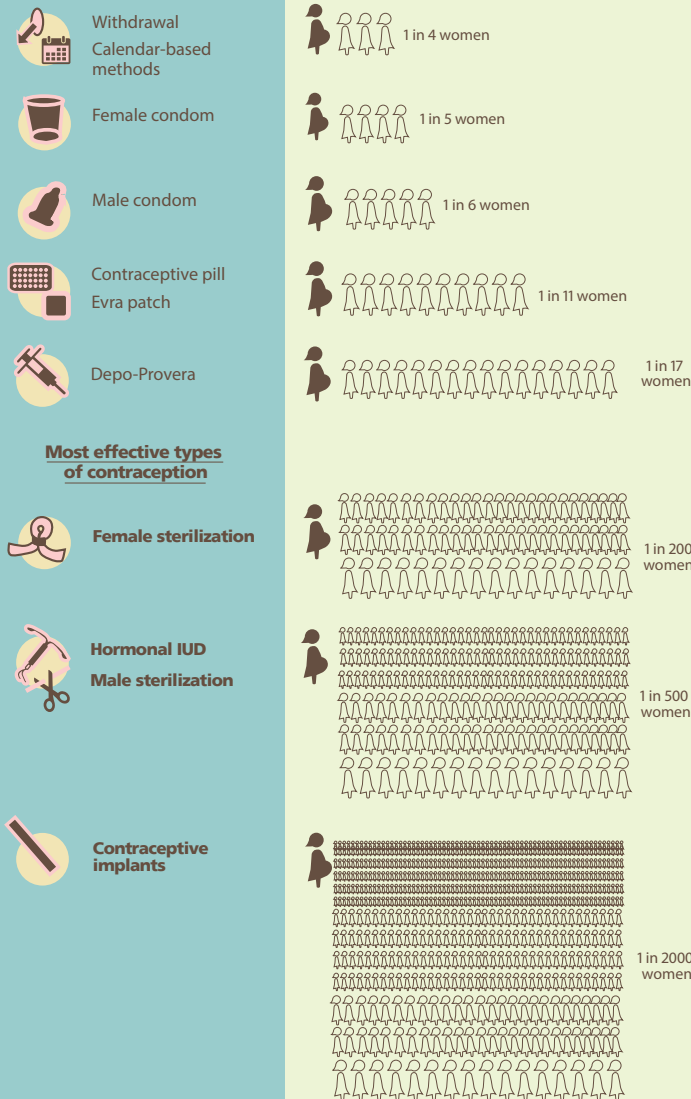 Withdrawal
Calendar-based
methods
1 in 4 women
Female condom
1 in 5 women
Male condom
1 in 6 women
Contraceptive pill
Evra patch
1 in 11 women
Depo-Provera
1 in 17
women
Most effective types
of contraception
Female sterilization
1 in 200
women
Hormonal IUD
Male sterilization
1 in 500
women
Contraceptive
implants
1 in 2000
women